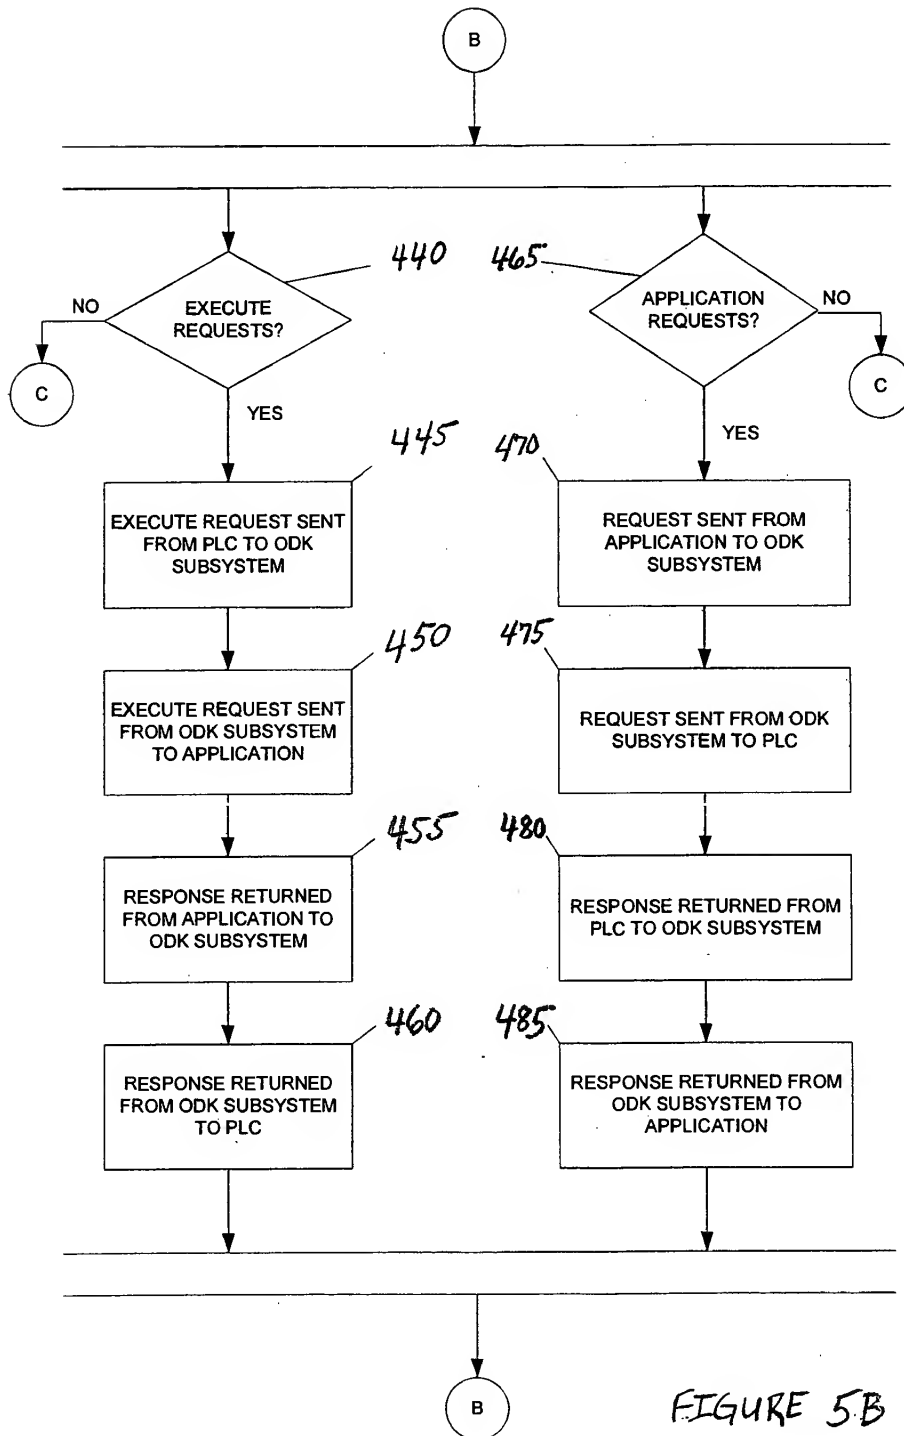 B
440
465
EXECUTE
REQUESTS?
NO
C
YES
APPLICATION
REQUESTS?
NO
C
YES
445
470
EXECUTE REQUEST SENT
FROM PLC TO ODK
SUBSYSTEM
REQUEST SENT FROM
APPLICATION TO ODK
SUBSYSTEM
450
475
EXECUTE REQUEST SENT
FROM ODK SUBSYSTEM
TO APPLICATION
REQUEST SENT FROM ODK
SUBSYSTEM TO PLC
455
480
RESPONSE RETURNED
FROM APPLICATION TO
ODK SUBSYSTEM
RESPONSE RETURNED FROM
PLC TO ODK SUBSYSTEM
460
485
RESPONSE RETURNED
FROM ODK SUBSYSTEM
TO PLC
RESPONSE RETURNED FROM
ODK SUBSYSTEM TO
APPLICATION
B
FIGURE 5B